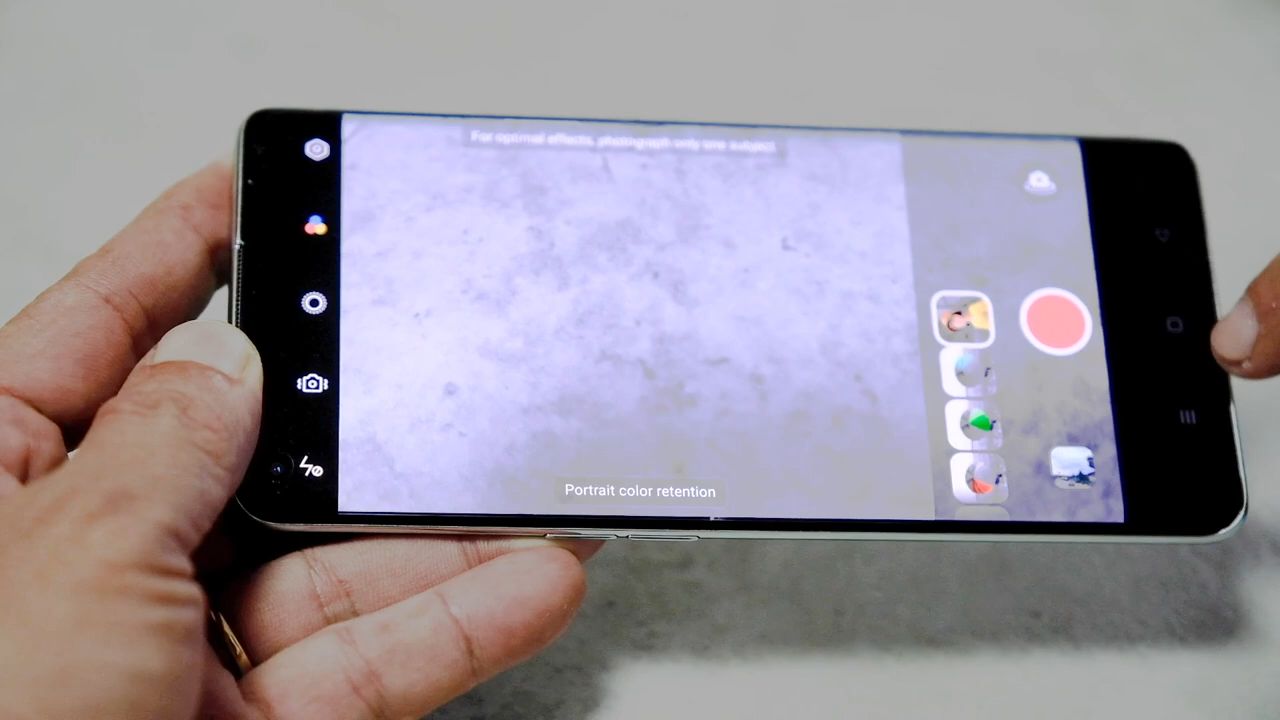 For optimal effects, photograph only one subject.
Portrait color retention